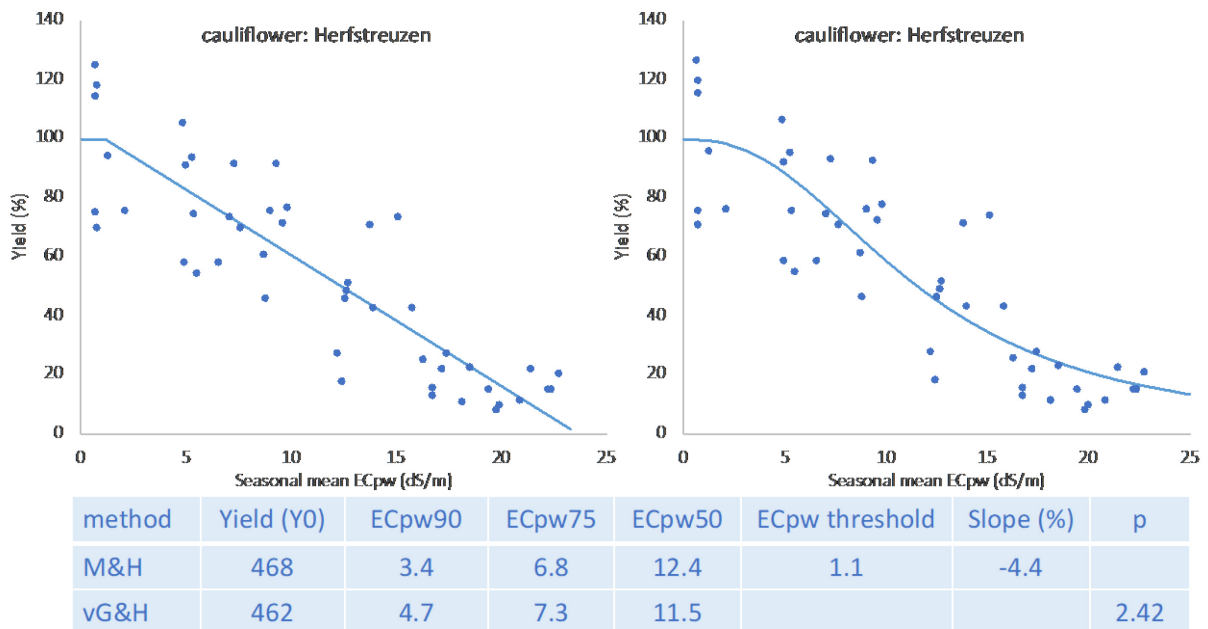 cauliflower: Herfstreuzen
Yield (%)
140
120
100
80
60
40
20
0
0 5 10 15 20 25
Seasonal mean ECpw (dS/m)
cauliflower: Herfstreuzen
Yield (%)
140
120
100
80
60
40
20
0
0 5 10 15 20 25
Seasonal mean ECpw (dS/m)
method Yield (Y0) ECpw90 ECpw75 ECpw50 ECpw threshold Slope (%) p
M&H 468 3.4 6.8 12.4 1.1 -4.4
vG&H 462 4.7 7.3 11.5 2.42